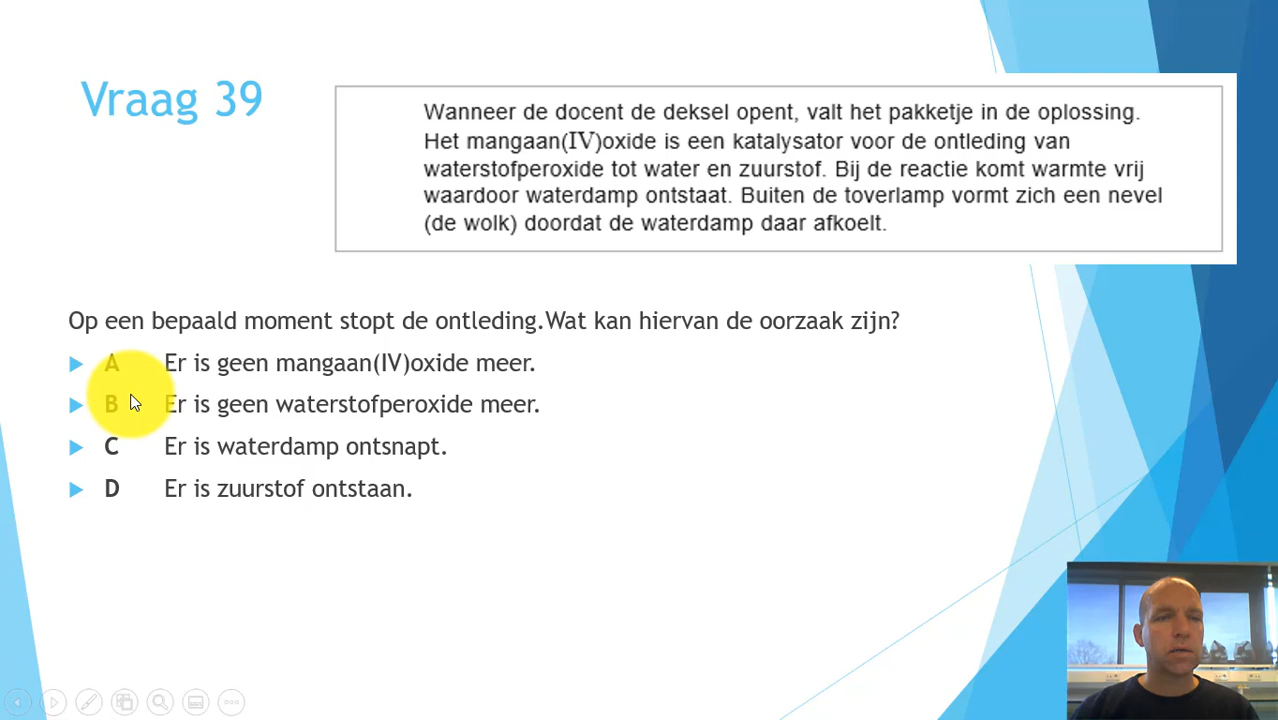 Vraag 39
Wanneer de docent de deksel opent, valt het pakketje in de oplossing.
Het mangaan(IV)oxide is een katalysator voor de ontleding van
waterstofperoxide tot water en zuurstof. Bij de reactie komt warmte vrij
waardoor waterdamp ontstaat. Buiten de toverlamp vormt zich een nevel
(de wolk) doordat de waterdamp daar afkoelt.
Op een bepaald moment stopt de ontleding.Wat kan hiervan de oorzaak zijn?
A Er is geen mangaan(IV)oxide meer.
B Er is geen waterstofperoxide meer.
C Er is waterdamp ontsnapt.
D Er is zuurstof ontstaan.